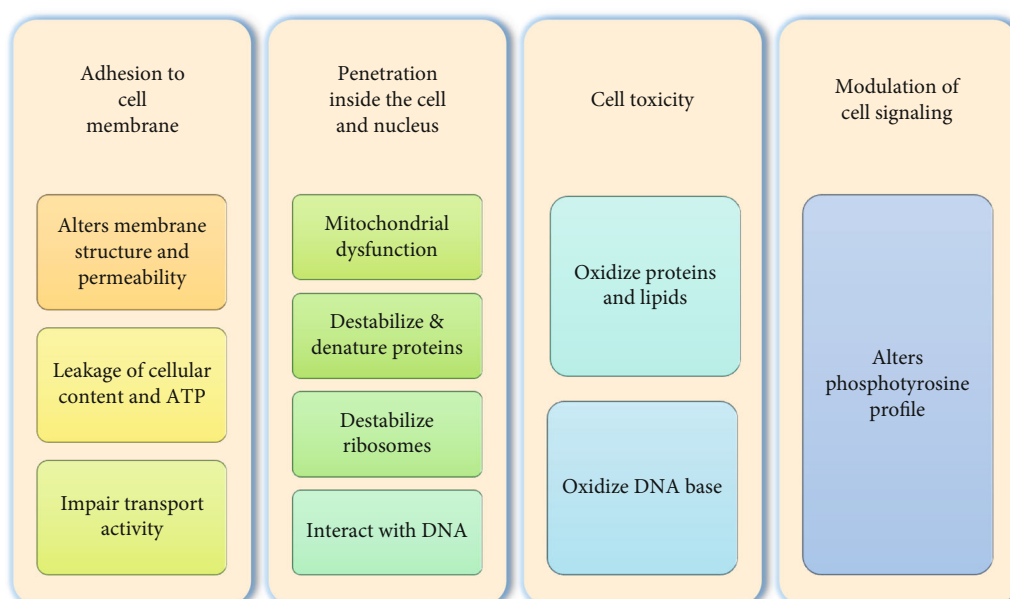 Adhesion to
cell
membrane
Alters membrane
structure and
permeability
Leakage of cellular
content and ATP
Impair transport
activity
Penetration
inside the cell
and nucleus
Mitochondrial
dysfunction
Destabilize &
denature proteins
Destabilize
ribosomes
Interact with DNA
Cell toxicity
Oxidize proteins
and lipids
Oxidize DNA base
Modulation of
cell signaling
Alters
phosphotyrosine
profile